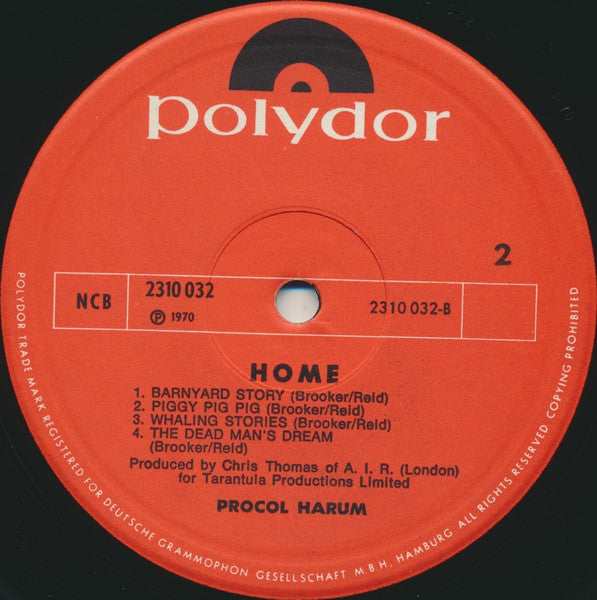 polydor
2
NCB
2310 032
Ⓟ 1970
2310 032-B
HOME
1. BARNYARD STORY (Brooker/Reid)
2. PIGGY PIG PIG (Brooker/Reid)
3. WHALING STORIES (Brooker/Reid)
4. THE DEAD MAN'S DREAM
(Brooker/Reid)
Produced by Chris Thomas of A. I. R. (London)
for Tarantula Productions Limited
PROCOL HARUM
POLYDOR TRADE MARK REGISTERED FOR DEUTSCHE GRAMMOPHON GESELLSCHAFT M.B.H. HAMBURG ALL RIGHTS RESERVED COPYING PROHIBITED